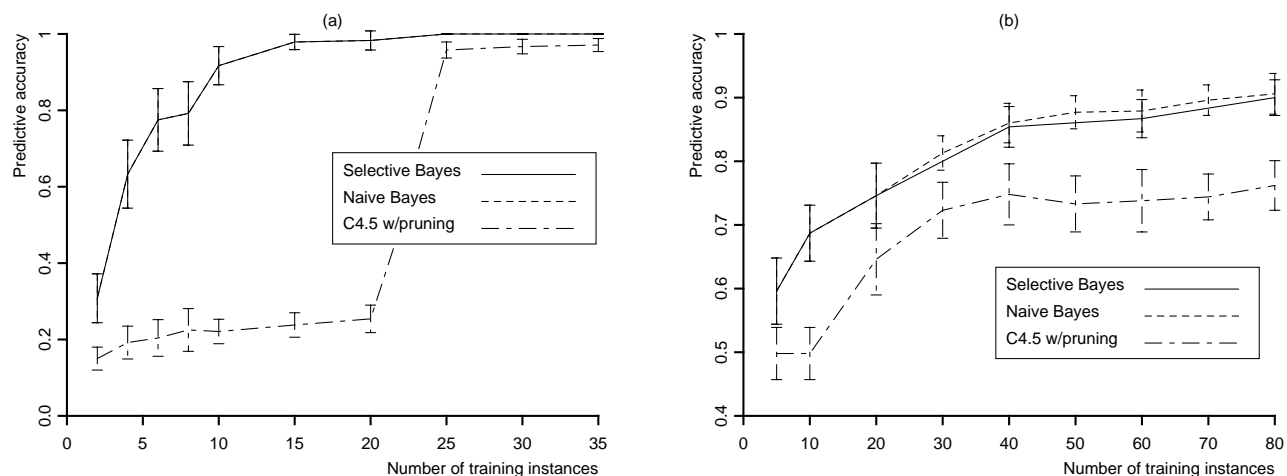 (a)
Predictive accuracy
1
0.8
0.6
0.4
0.2
0.0
0 5 10 15 20 25 30 35
Number of training instances
Selective Bayes
Naive Bayes
C4.5 w/pruning
(b)
Predictive accuracy
1
0.9
0.8
0.7
0.6
0.5
0.4
0 10 20 30 40 50 60 70 80
Number of training instances
Selective Bayes
Naive Bayes
C4.5 w/pruning